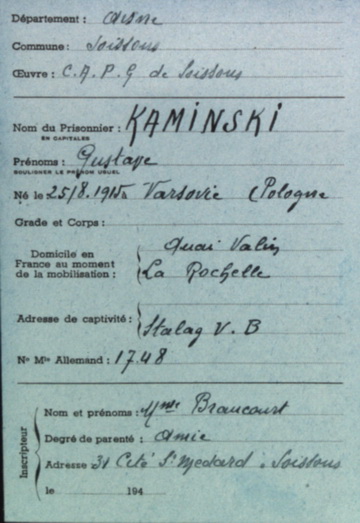 Département : Aisne
Commune : Soissons
Œuvre : C.A.P.G de Soissons
Nom du Prisonnier : KAMINSKI
EN CAPITALES
Prénoms : Gustave
SOULIGNER LE PRÉNOM USUEL
Né le 25/8.1915 à Varsovie (Pologne
Grade et Corps :
Domicile en France au moment de la mobilisation : Quai Valin
La Rochelle
Adresse de captivité : Stalag V.B
N° Mle Allemand : 1748
Inscripteur
Nom et prénoms : Mme Braucourt
Degré de parenté : Amie
Adresse 31 Cité St Medard . Soissons
le 194